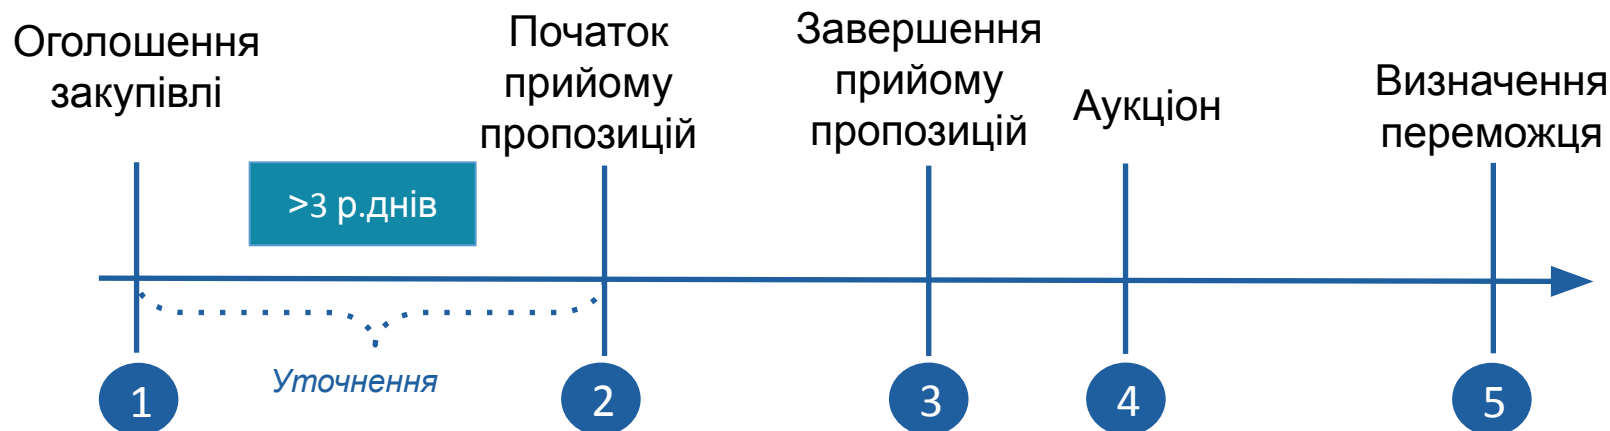 Оголошення
закупівлі
Початок
прийому
пропозицій
Завершення
прийому
пропозицій
Аукціон
Визначення
переможця
>3 р.днів
Уточнення
1
2
3
4
5